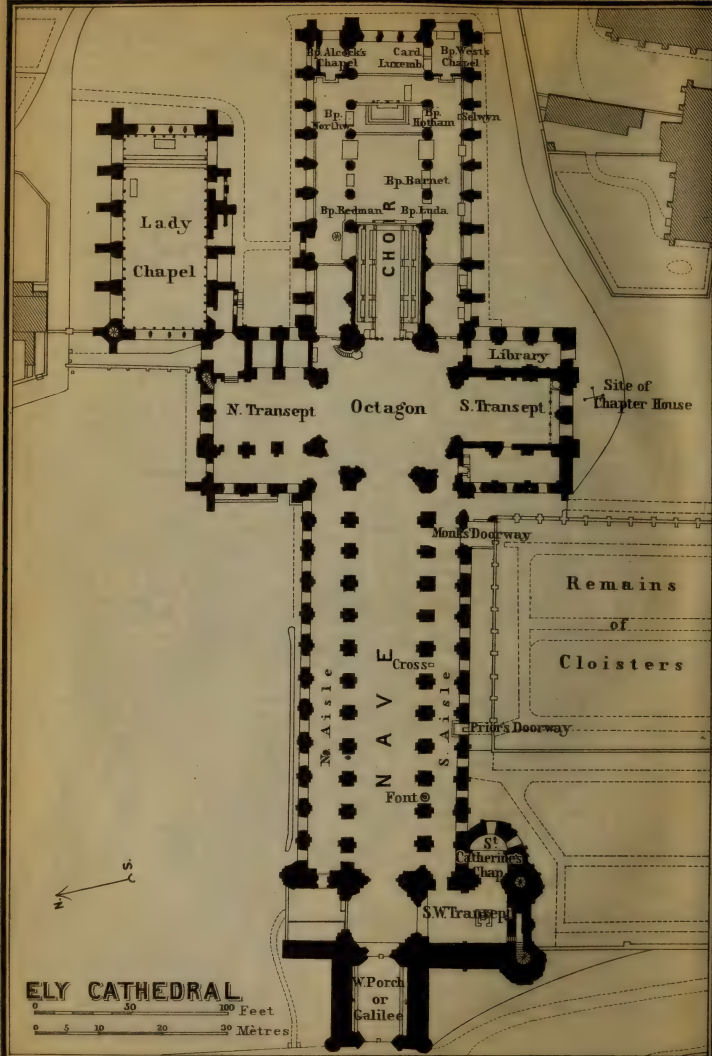 Bp. Alcock's
Chapel
Card.
Luxemb.
Bp. West's
Chapel
Bp.
Bp.
Hotham
Selwyn
Bp. Barnet
Bp. Redman
Bp. Luda
CHOIR
Lady
Chapel
Library
N. Transept
Octagon
S. Transept
Site of
Chapter House
Monks' Doorway
Remains
of
Cloisters
Cross
NAVE
N. Aisle
S. Aisle
Prior's Doorway
Font
St.
Catherine's
Chap.
S.W. Transept
S.
N.
W. Porch
or
Galilee
ELY CATHEDRAL
0 50 100 Feet
0 5 10 20 30 Mètres